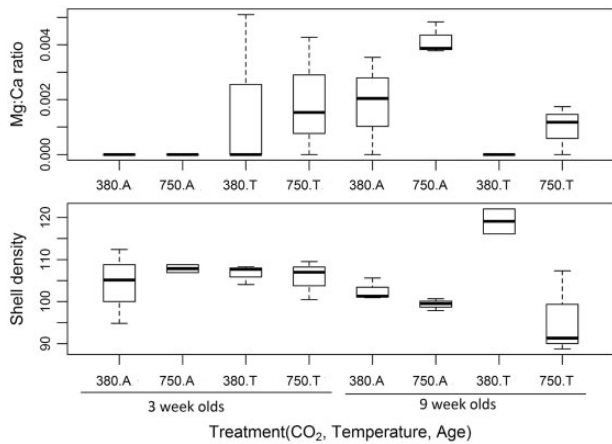 Mg:Ca ratio
0.004
0.002
0.000
380.A 750.A 380.T 750.T 380.A 750.A 380.T 750.T
Shell density
120
110
100
90
380.A 750.A 380.T 750.T 380.A 750.A 380.T 750.T
3 week olds 9 week olds
Treatment(CO₂, Temperature, Age)